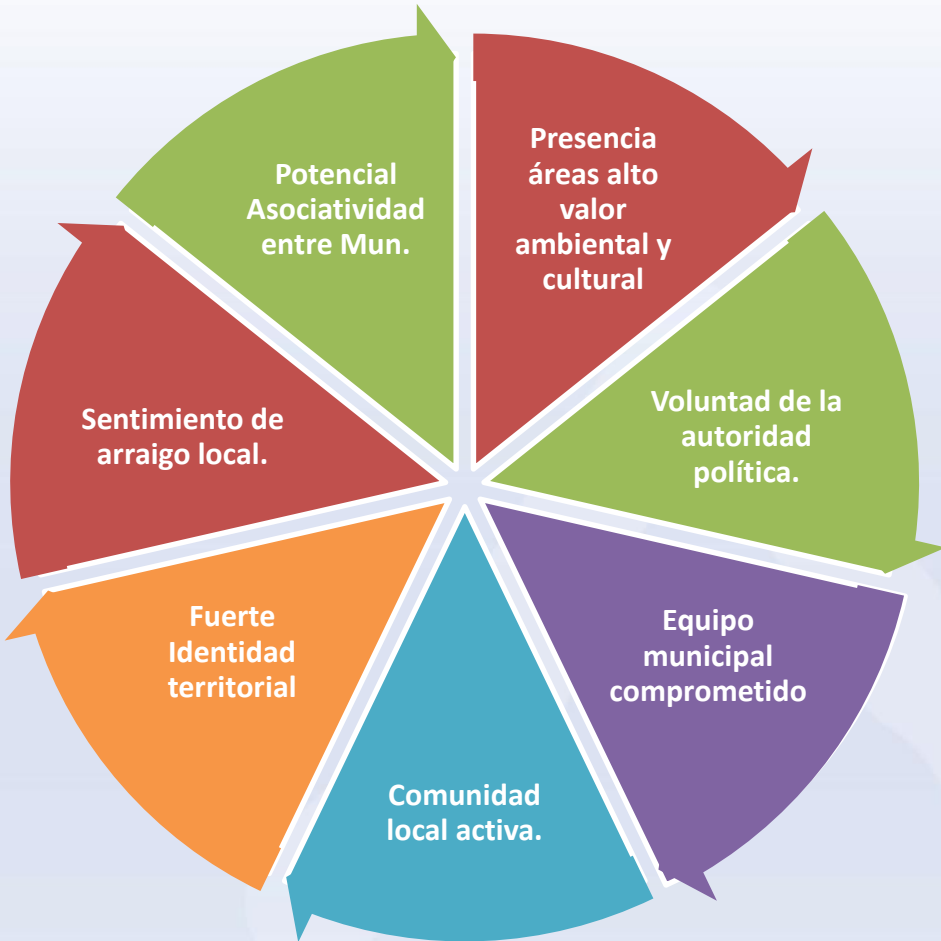 Presencia
áreas alto
valor
ambiental y
cultural
Voluntad de la
autoridad
política.
Equipo
municipal
comprometido
Comunidad
local activa.
Fuerte
Identidad
territorial
Sentimiento de
arraigo local.
Potencial
Asociatividad
entre Mun.